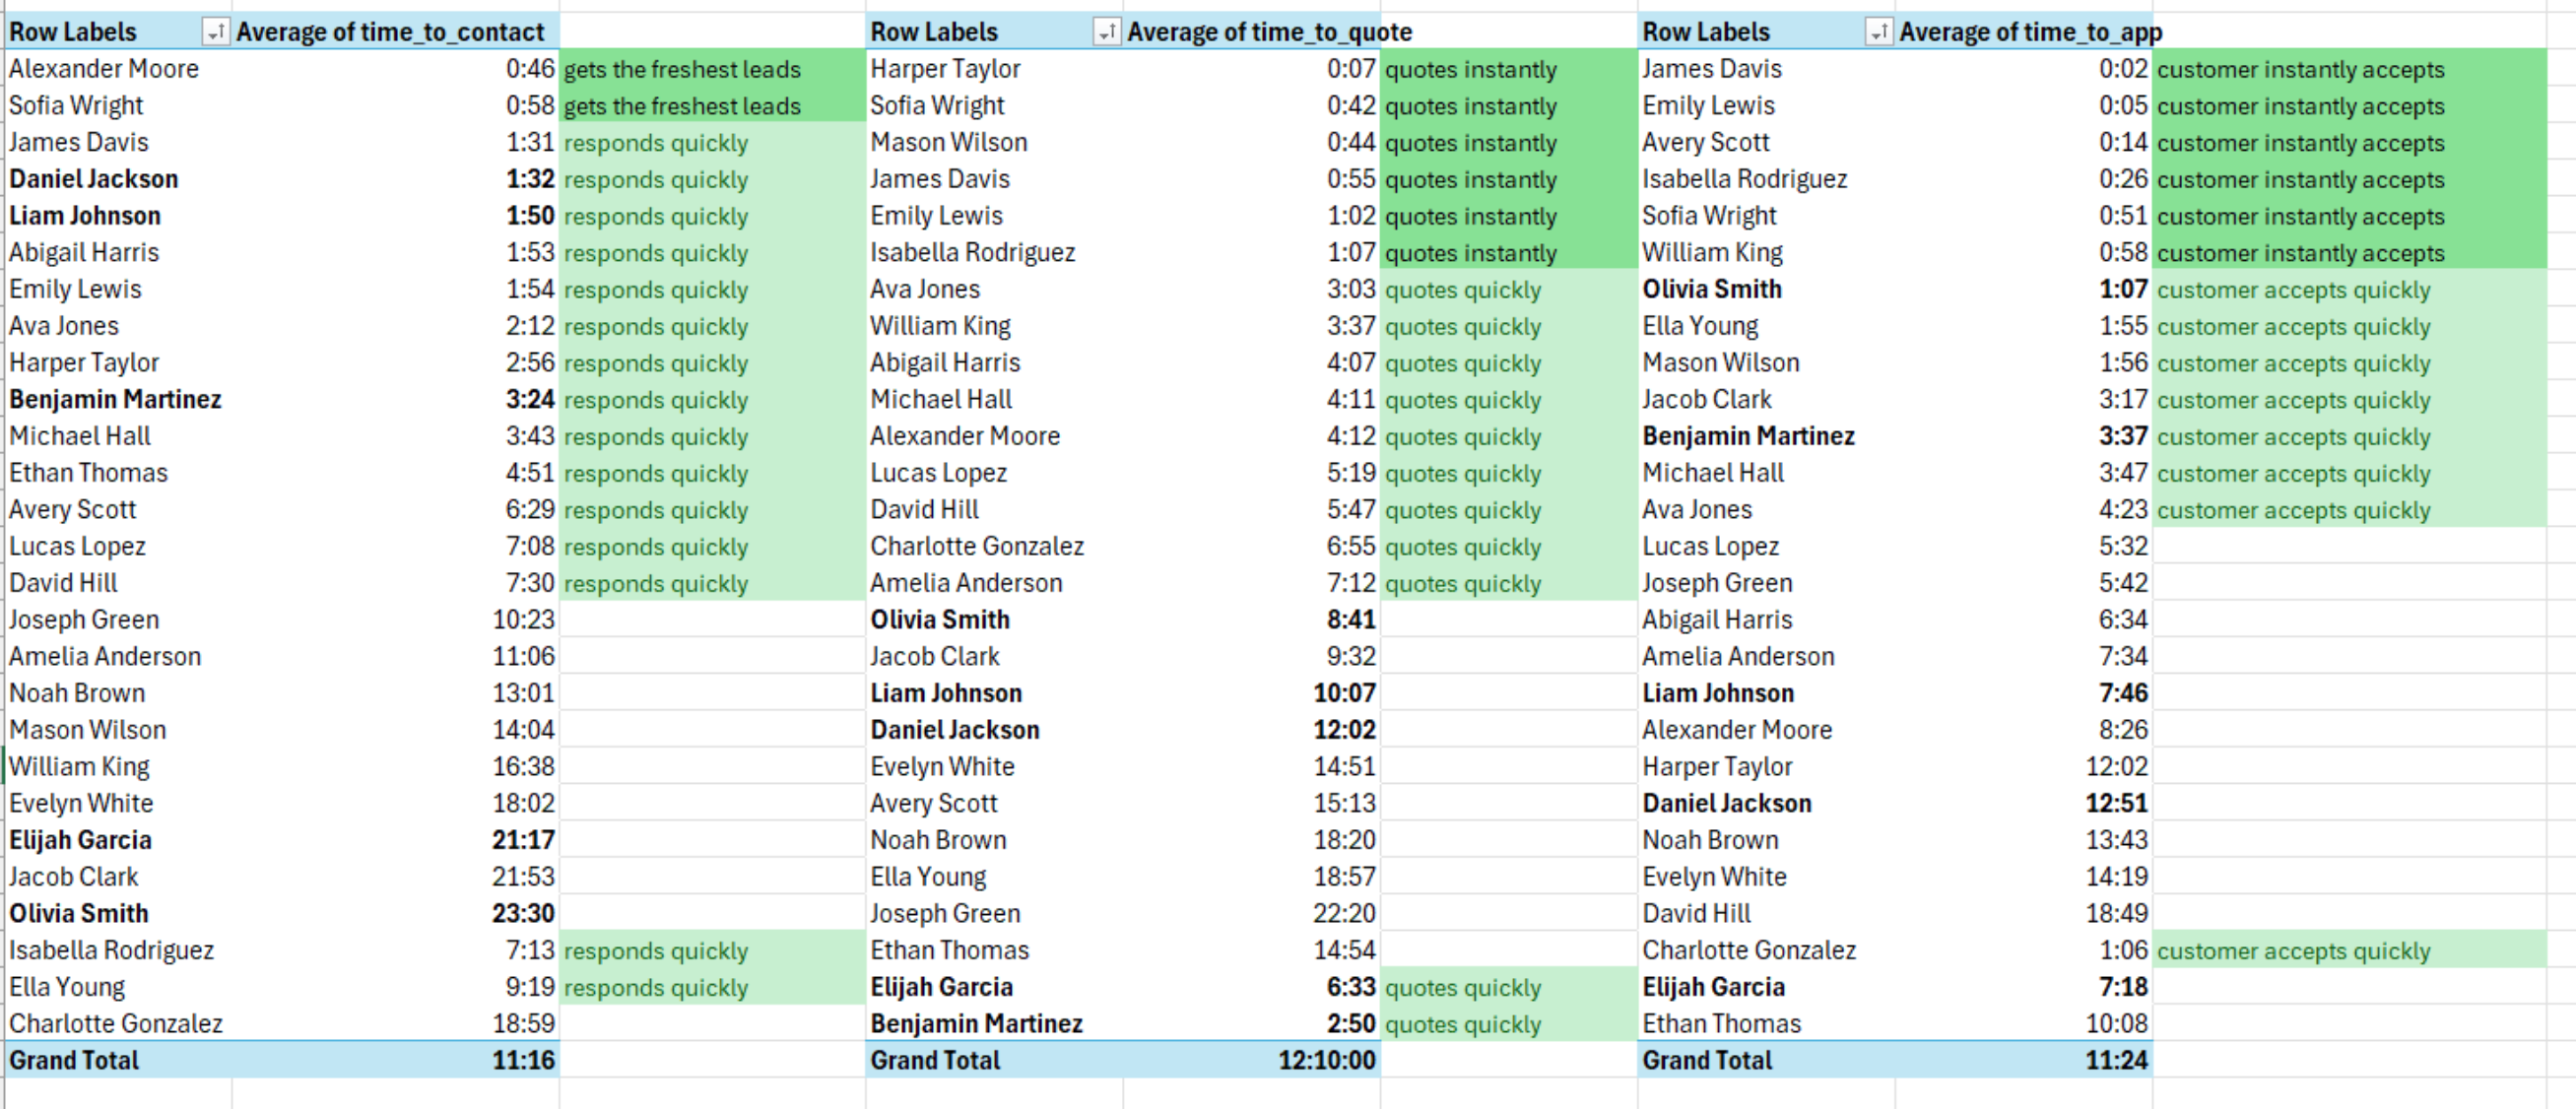 Row Labels Average of time_to_contact Row Labels Average of time_to_quote Row Labels Average of time_to_app
Alexander Moore 0:46 gets the freshest leads Harper Taylor 0:07 quotes instantly James Davis 0:02 customer instantly accepts
Sofia Wright 0:58 gets the freshest leads Sofia Wright 0:42 quotes instantly Emily Lewis 0:05 customer instantly accepts
James Davis 1:31 responds quickly Mason Wilson 0:44 quotes instantly Avery Scott 0:14 customer instantly accepts
Daniel Jackson 1:32 responds quickly James Davis 0:55 quotes instantly Isabella Rodriguez 0:26 customer instantly accepts
Liam Johnson 1:50 responds quickly Emily Lewis 1:02 quotes instantly Sofia Wright 0:51 customer instantly accepts
Abigail Harris 1:53 responds quickly Isabella Rodriguez 1:07 quotes instantly William King 0:58 customer instantly accepts
Emily Lewis 1:54 responds quickly Ava Jones 3:03 quotes quickly Olivia Smith 1:07 customer accepts quickly
Ava Jones 2:12 responds quickly William King 3:37 quotes quickly Ella Young 1:55 customer accepts quickly
Harper Taylor 2:56 responds quickly Abigail Harris 4:07 quotes quickly Mason Wilson 1:56 customer accepts quickly
Benjamin Martinez 3:24 responds quickly Michael Hall 4:11 quotes quickly Jacob Clark 3:17 customer accepts quickly
Michael Hall 3:43 responds quickly Alexander Moore 4:12 quotes quickly Benjamin Martinez 3:37 customer accepts quickly
Ethan Thomas 4:51 responds quickly Lucas Lopez 5:19 quotes quickly Michael Hall 3:47 customer accepts quickly
Avery Scott 6:29 responds quickly David Hill 5:47 quotes quickly Ava Jones 4:23 customer accepts quickly
Lucas Lopez 7:08 responds quickly Charlotte Gonzalez 6:55 quotes quickly Lucas Lopez 5:32
David Hill 7:30 responds quickly Amelia Anderson 7:12 quotes quickly Joseph Green 5:42
Joseph Green 10:23 Olivia Smith 8:41 Abigail Harris 6:34
Amelia Anderson 11:06 Jacob Clark 9:32 Amelia Anderson 7:34
Noah Brown 13:01 Liam Johnson 10:07 Liam Johnson 7:46
Mason Wilson 14:04 Daniel Jackson 12:02 Alexander Moore 8:26
William King 16:38 Evelyn White 14:51 Harper Taylor 12:02
Evelyn White 18:02 Avery Scott 15:13 Daniel Jackson 12:51
Elijah Garcia 21:17 Noah Brown 18:20 Noah Brown 13:43
Jacob Clark 21:53 Ella Young 18:57 Evelyn White 14:19
Olivia Smith 23:30 Joseph Green 22:20 David Hill 18:49
Isabella Rodriguez 7:13 responds quickly Ethan Thomas 14:54 Charlotte Gonzalez 1:06 customer accepts quickly
Ella Young 9:19 responds quickly Elijah Garcia 6:33 quotes quickly Elijah Garcia 7:18
Charlotte Gonzalez 18:59 Benjamin Martinez 2:50 quotes quickly Ethan Thomas 10:08
Grand Total 11:16 Grand Total 12:10:00 Grand Total 11:24